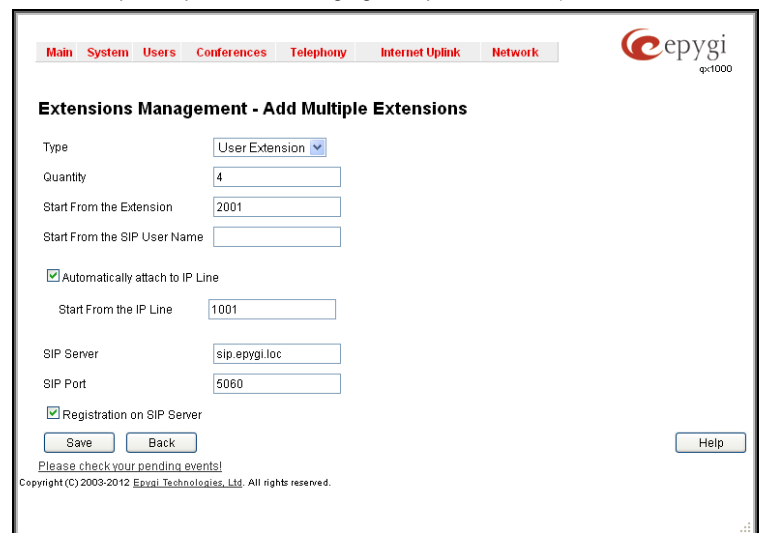 Main System Users Conferences Telephony Internet Uplink Network
epygi
qx1000
Extensions Management - Add Multiple Extensions
Type User Extension
Quantity 4
Start From the Extension 2001
Start From the SIP User Name
Automatically attach to IP Line
Start From the IP Line 1001
SIP Server sip.epygi.loc
SIP Port 5060
Registration on SIP Server
Save Back Help
Please check your pending events!
Copyright (C) 2003-2012 Epygi Technologies, Ltd. All rights reserved.